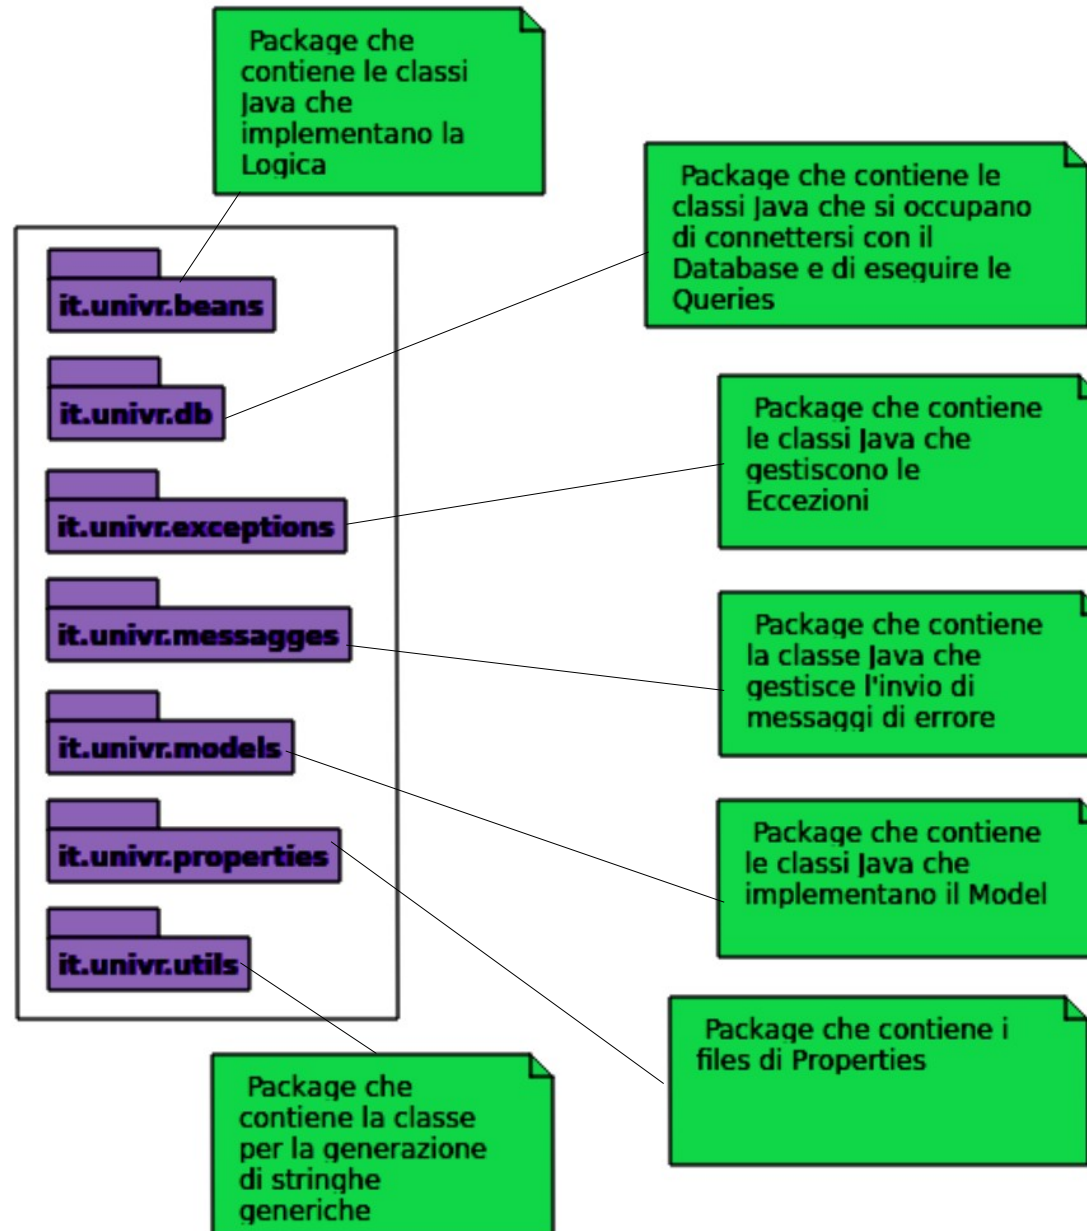 Package che
contiene le classi
Java che
implementano la
Logica
Package che contiene le
classi Java che si occupano
di connettersi con il
Database e di eseguire le
Queries
it.univr.beans
it.univr.db
it.univr.exceptions
it.univr.messagges
it.univr.models
it.univr.properties
it.univr.utils
Package che contiene
le classi Java che
gestiscono le
Eccezioni
Package che contiene
la classe Java che
gestisce l'invio di
messaggi di errore
Package che contiene
le classi Java che
implementano il Model
Package che contiene i
files di Properties
Package che
contiene la classe
per la generazione
di stringhe
generiche